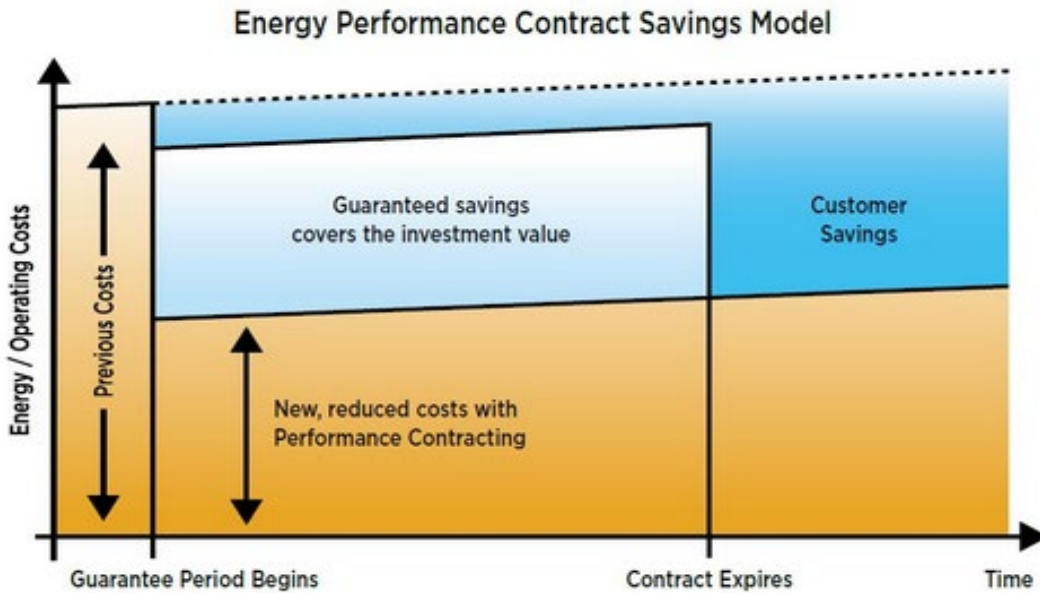 Energy Performance Contract Savings Model
Energy / Operating Costs
Previous Costs
Guaranteed savings
covers the investment value
Customer
Savings
New, reduced costs with
Performance Contracting
Guarantee Period Begins
Contract Expires
Time